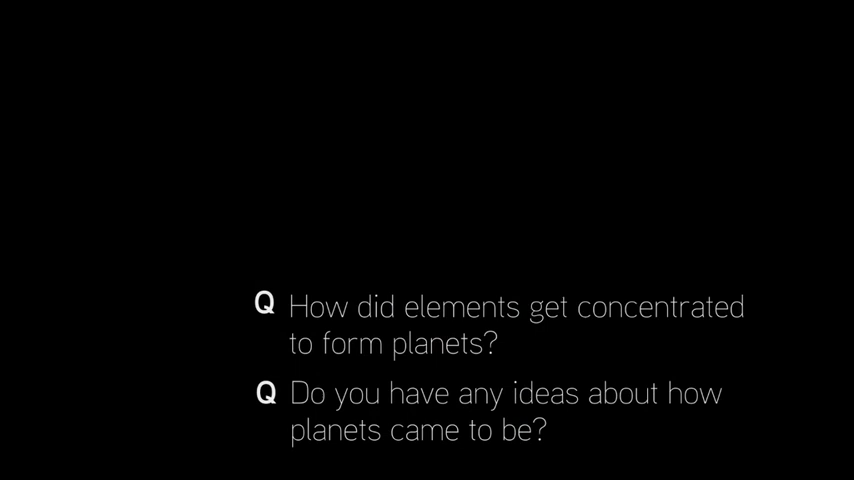 Q How did elements get concentrated
to form planets?
Q Do you have any ideas about how
planets came to be?